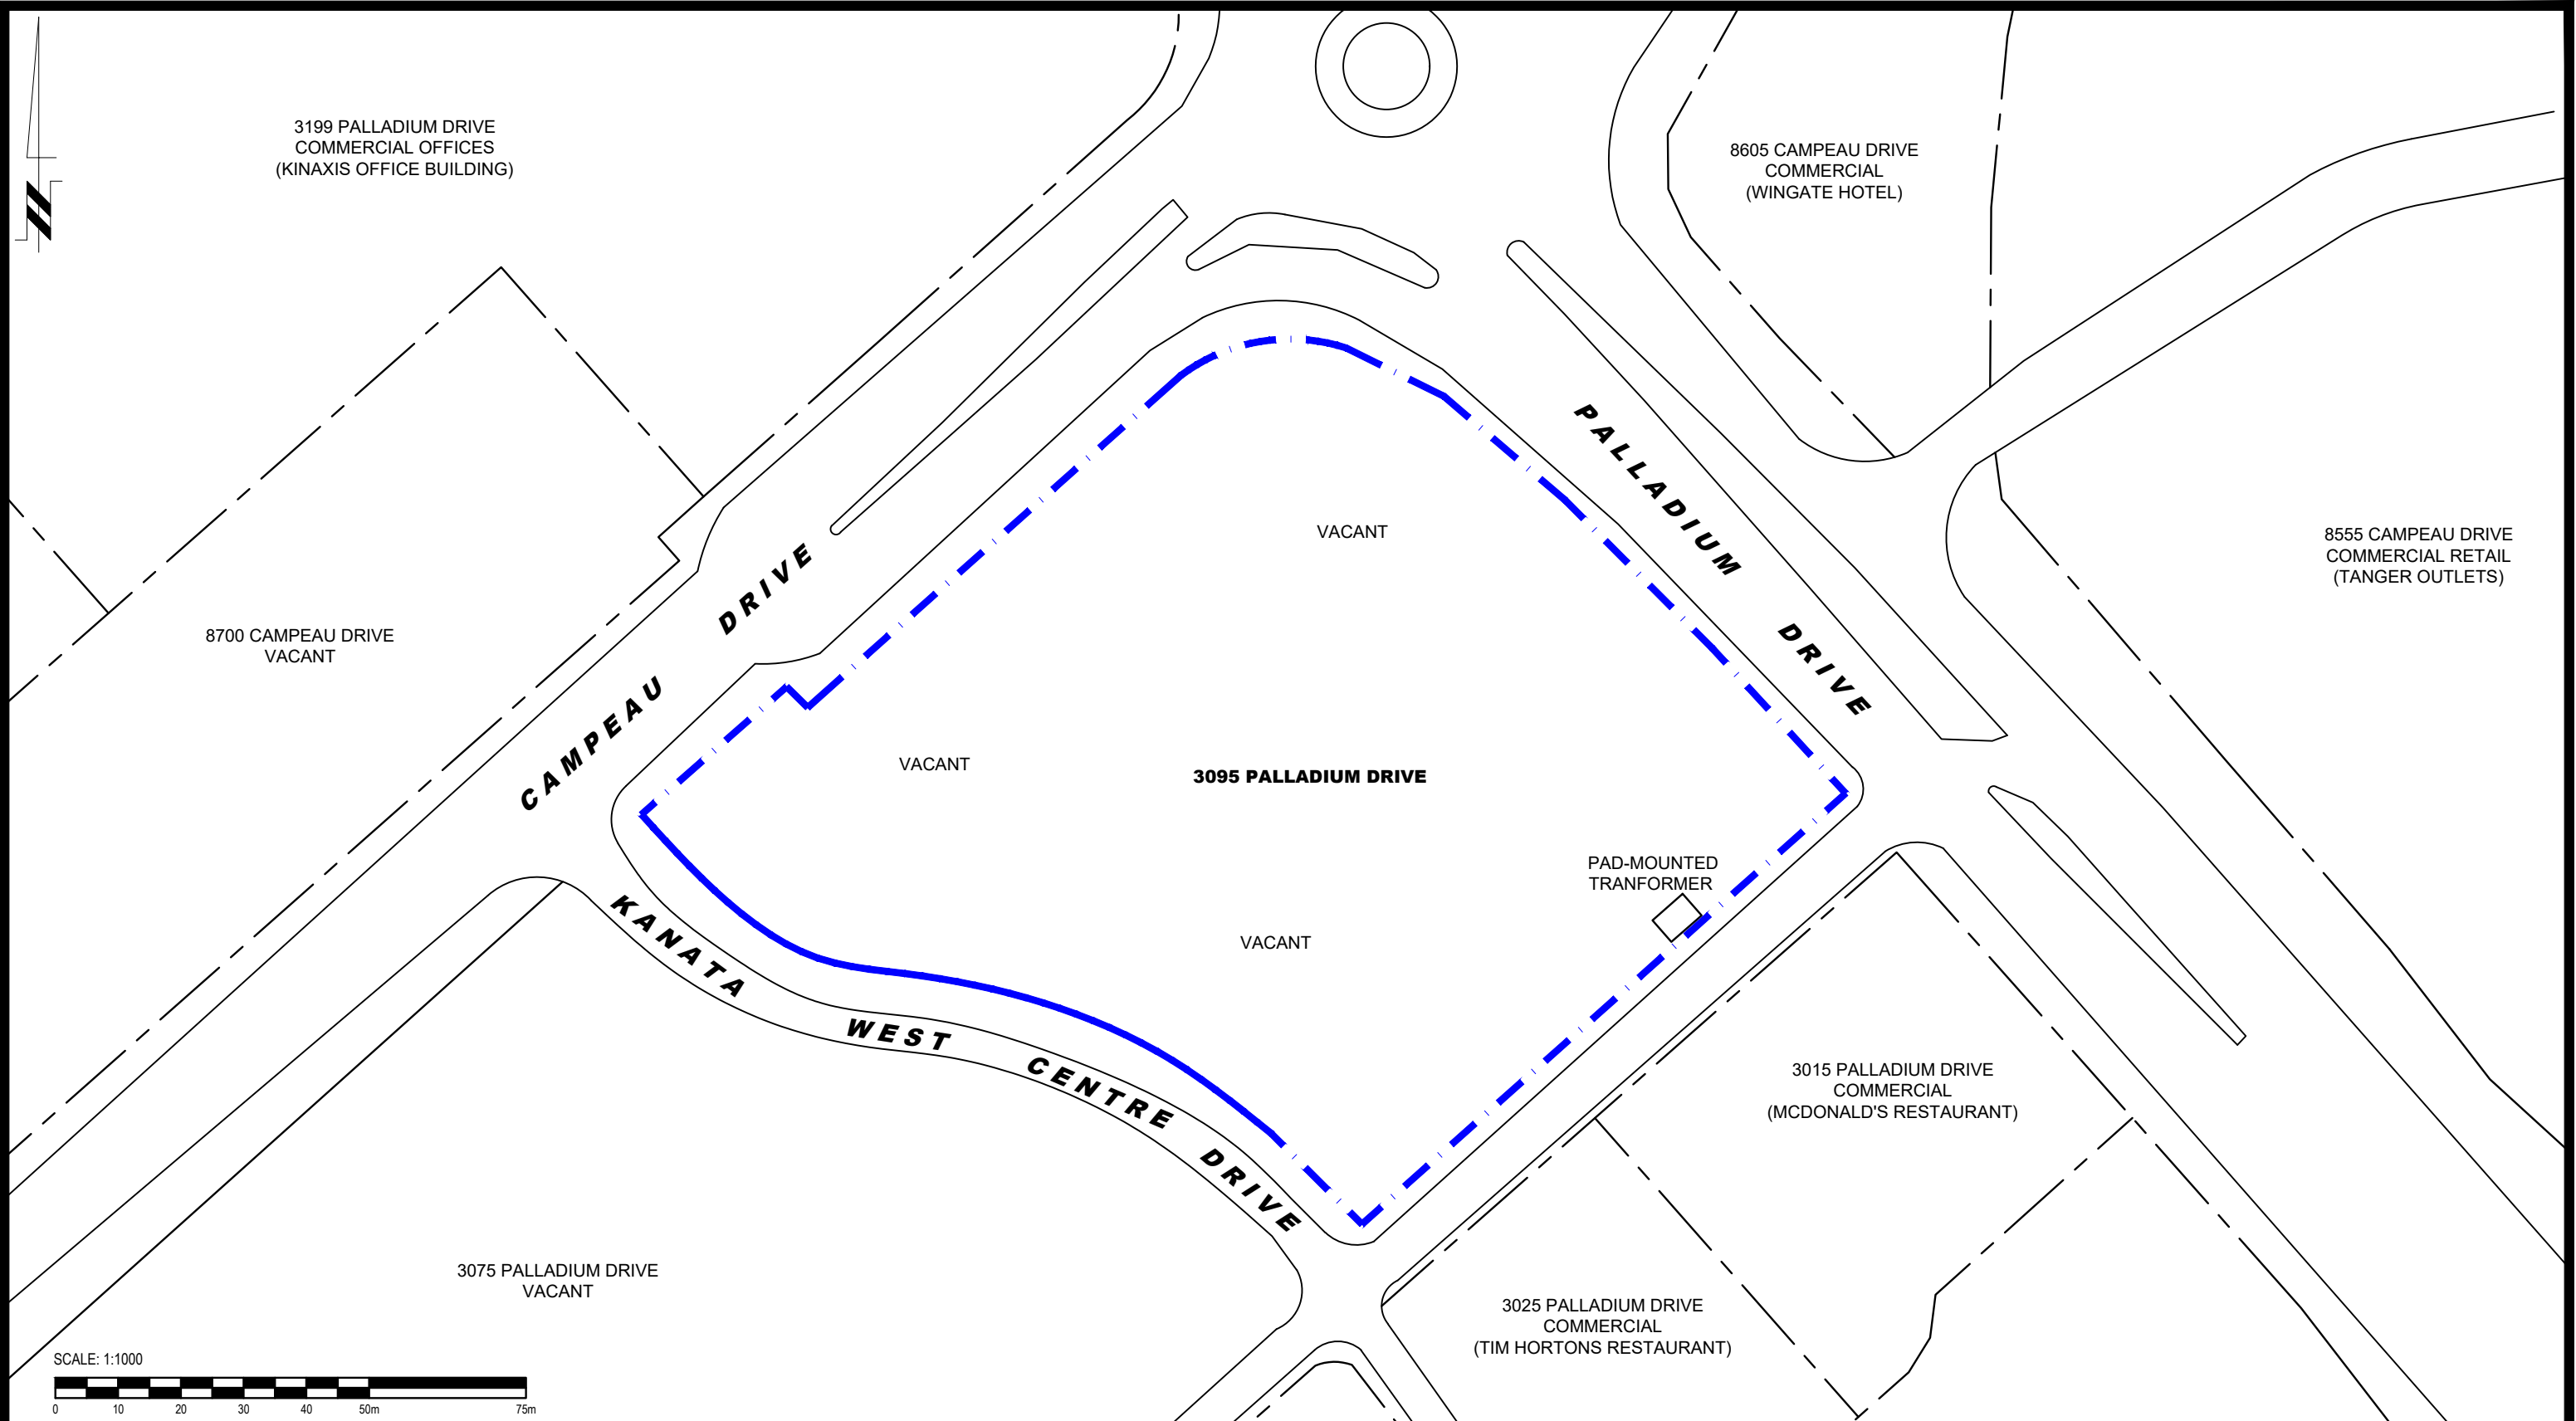 3199 PALLADIUM DRIVE
COMMERCIAL OFFICES
(KINAXIS OFFICE BUILDING)
8605 CAMPEAU DRIVE
COMMERCIAL
(WINGATE HOTEL)
N
PALLADIUM DRIVE
VACANT
8555 CAMPEAU DRIVE
COMMERCIAL RETAIL
(TANGER OUTLETS)
8700 CAMPEAU DRIVE
VACANT
CAMPEAU DRIVE
VACANT
3095 PALLADIUM DRIVE
PAD-MOUNTED
TRANFORMER
VACANT
KANATA WEST CENTRE DRIVE
3015 PALLADIUM DRIVE
COMMERCIAL
(MCDONALD'S RESTAURANT)
3075 PALLADIUM DRIVE
VACANT
3025 PALLADIUM DRIVE
COMMERCIAL
(TIM HORTONS RESTAURANT)
SCALE: 1:1000
0 10 20 30 40 50m 75m